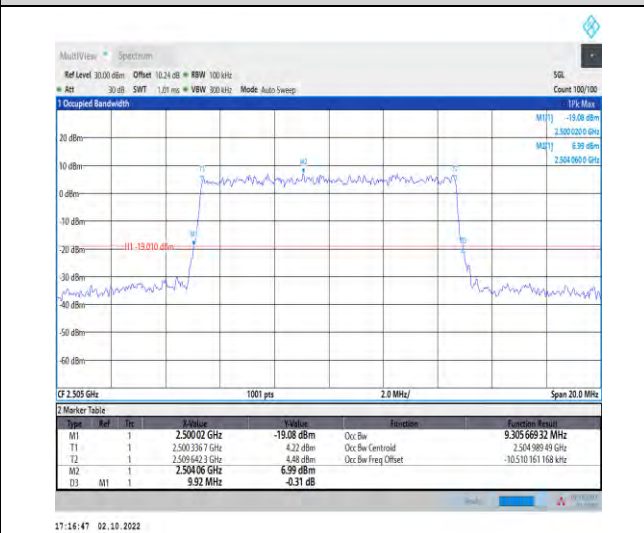 MultiView Spectrum
Ref Level 30.00 dBm Offset 10.24 dB RBW 100 kHz SGL
Att 30 dB SWT 1.01 ms VBW 300 kHz Mode Auto Sweep Count 100/100
1 Occupied Bandwidth 1Pk Max
M1[1] -19.08 dBm
2.500 020 0 GHz
M2[1] 6.99 dBm
2.504 060 0 GHz
20 dBm
10 dBm
T1 M2 T2
0 dBm
-10 dBm
M1 D3
-20 dBm H1 -19.010 dBm
-30 dBm
-40 dBm
-50 dBm
-60 dBm
CF 2.505 GHz 1001 pts 2.0 MHz/ Span 20.0 MHz
2 Marker Table
Type Ref Trc X-Value Y-Value Function Function Result
M1 1 2.500 02 GHz -19.08 dBm Occ Bw 9.305 669 32 MHz
T1 1 2.500 336 7 GHz 4.22 dBm Occ Bw Centroid 2.504 989 49 GHz
T2 1 2.509 642 3 GHz 4.48 dBm Occ Bw Freq Offset -10.510 161 168 kHz
M2 1 2.504 06 GHz 6.99 dBm
D3 M1 1 9.92 MHz -0.31 dB
17:16:47 02.10.2022